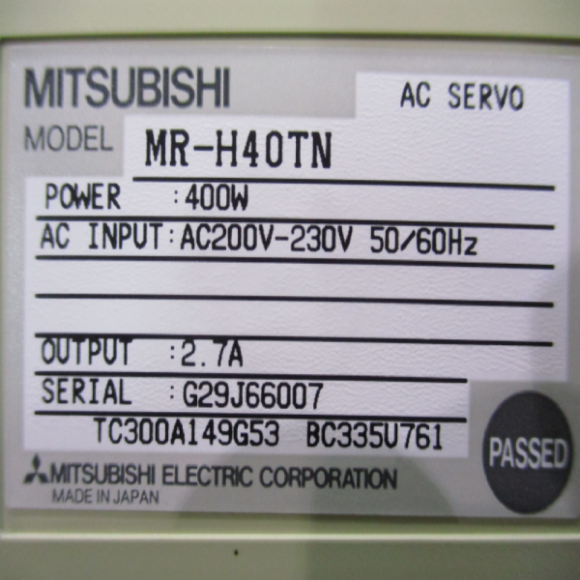 MITSUBISHI
AC SERVO
MODEL MR-H40TN
POWER :400W
AC INPUT:AC200V-230V 50/60Hz
OUTPUT :2.7A
SERIAL :G29J66007
TC300A149G53 BC335U761
PASSED
MITSUBISHI ELECTRIC CORPORATION
MADE IN JAPAN